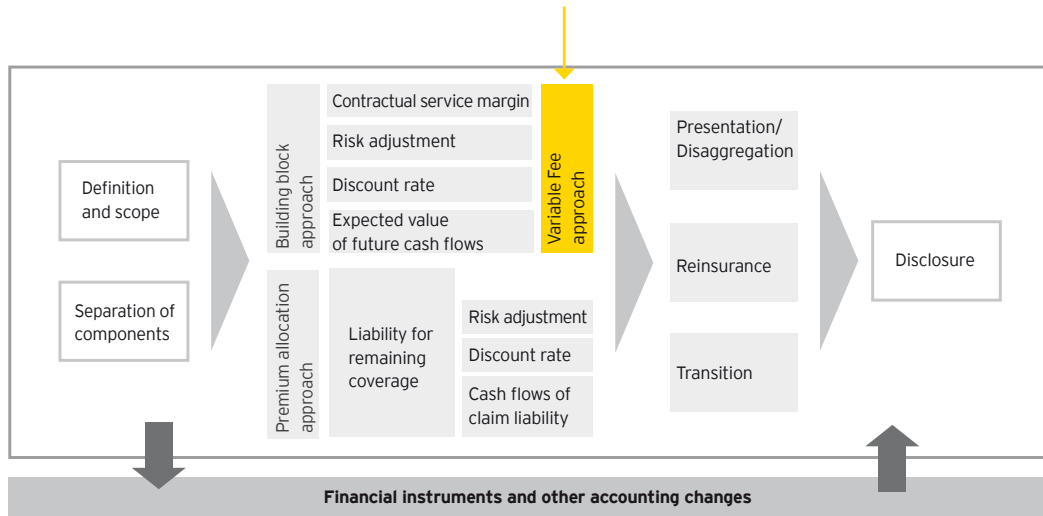 Definition
and scope
Separation of
components
Building block
approach
Contractual service margin
Risk adjustment
Discount rate
Expected value
of future cash flows
Variable Fee
approach
Premium allocation
approach
Liability for
remaining
coverage
Risk adjustment
Discount rate
Cash flows of
claim liability
Presentation/
Disaggregation
Reinsurance
Transition
Disclosure
Financial instruments and other accounting changes